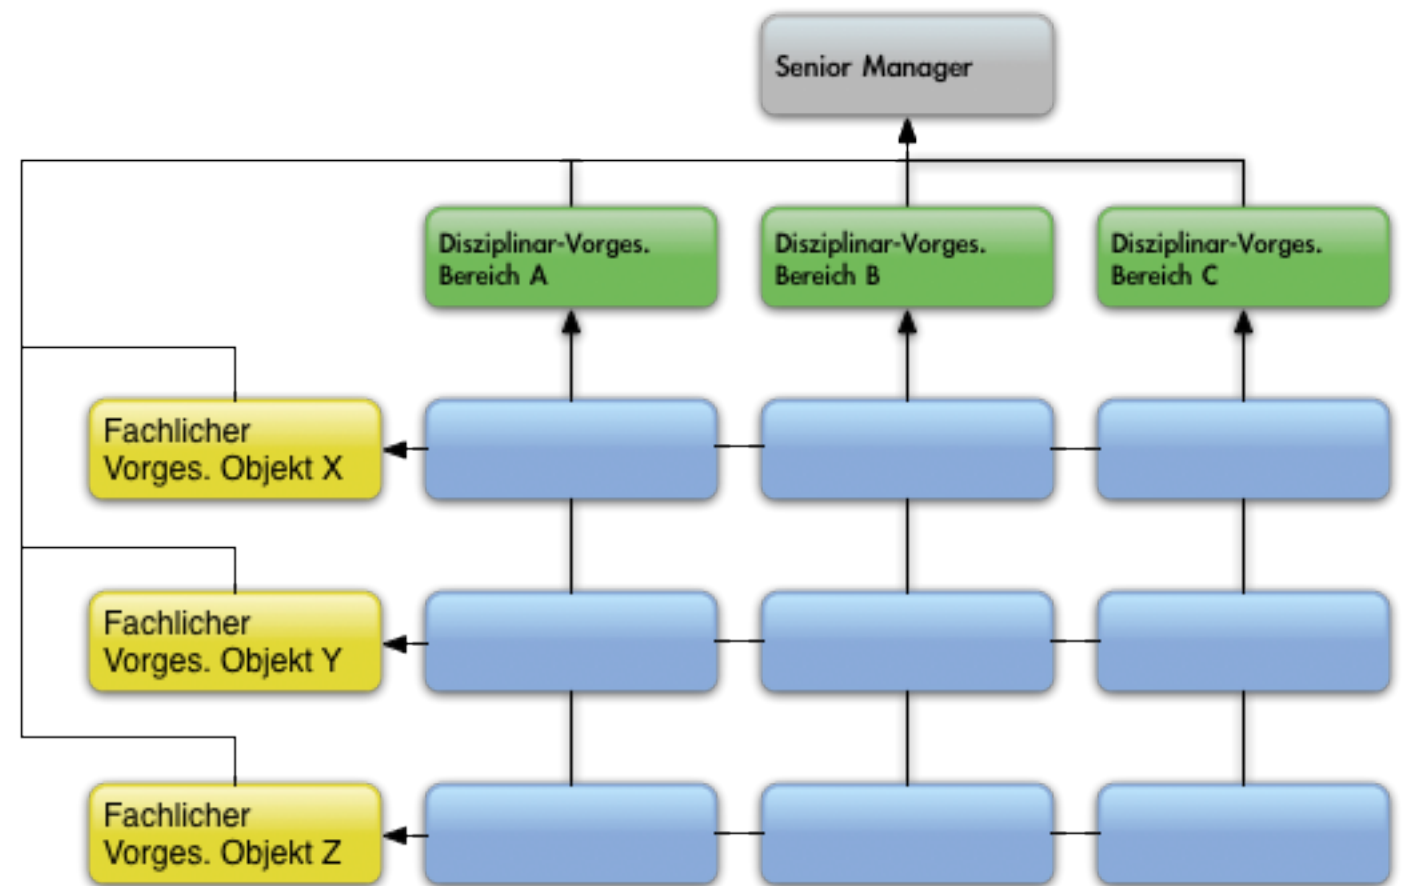 Senior Manager
Disziplinar-Vorges.
Bereich A
Disziplinar-Vorges.
Bereich B
Disziplinar-Vorges.
Bereich C
Fachlicher
Vorges. Objekt X
Fachlicher
Vorges. Objekt Y
Fachlicher
Vorges. Objekt Z